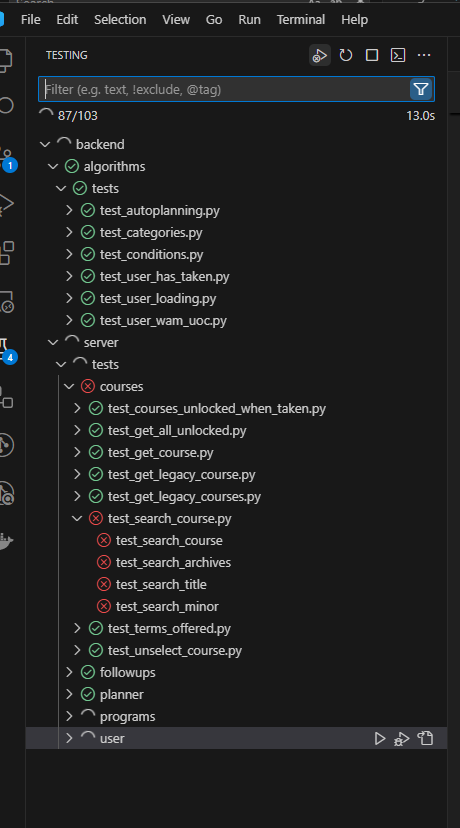 File Edit Selection View Go Run Terminal Help
TESTING
Filter (e.g. text, !exclude, @tag)
87/103 13.0s
backend
algorithms
tests
test_autoplanning.py
test_categories.py
test_conditions.py
test_user_has_taken.py
test_user_loading.py
test_user_wam_uoc.py
server
tests
courses
test_courses_unlocked_when_taken.py
test_get_all_unlocked.py
test_get_course.py
test_get_legacy_course.py
test_get_legacy_courses.py
test_search_course.py
test_search_course
test_search_archives
test_search_title
test_search_minor
test_terms_offered.py
test_unselect_course.py
followups
planner
programs
user
1
4